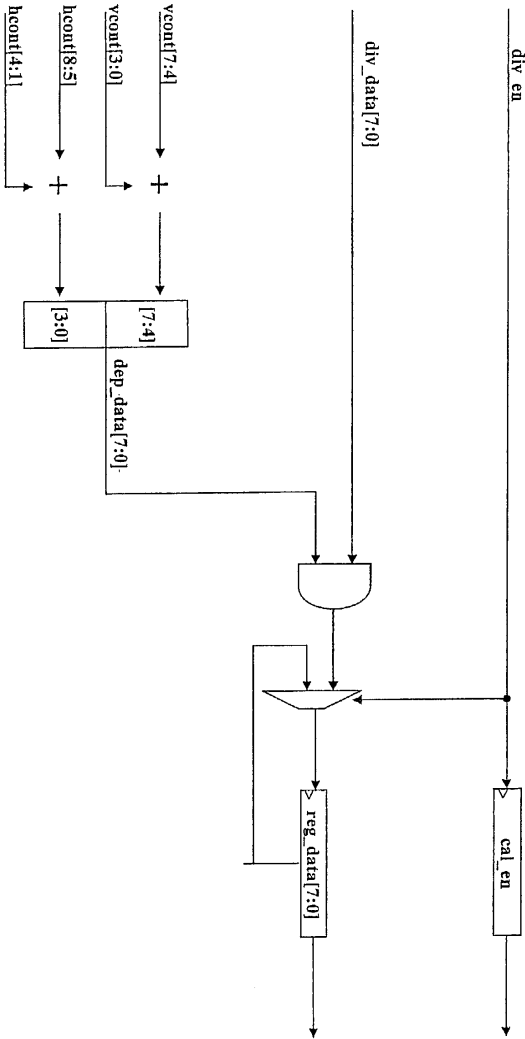 div_en
div_data[7:0]
vcont[7:4]
vcont[3:0]
hcont[8:5]
hcont[4:1]
+
+
[7:4]
[3:0]
dep_data[7:0]
cal_en
reg_data[7:0]